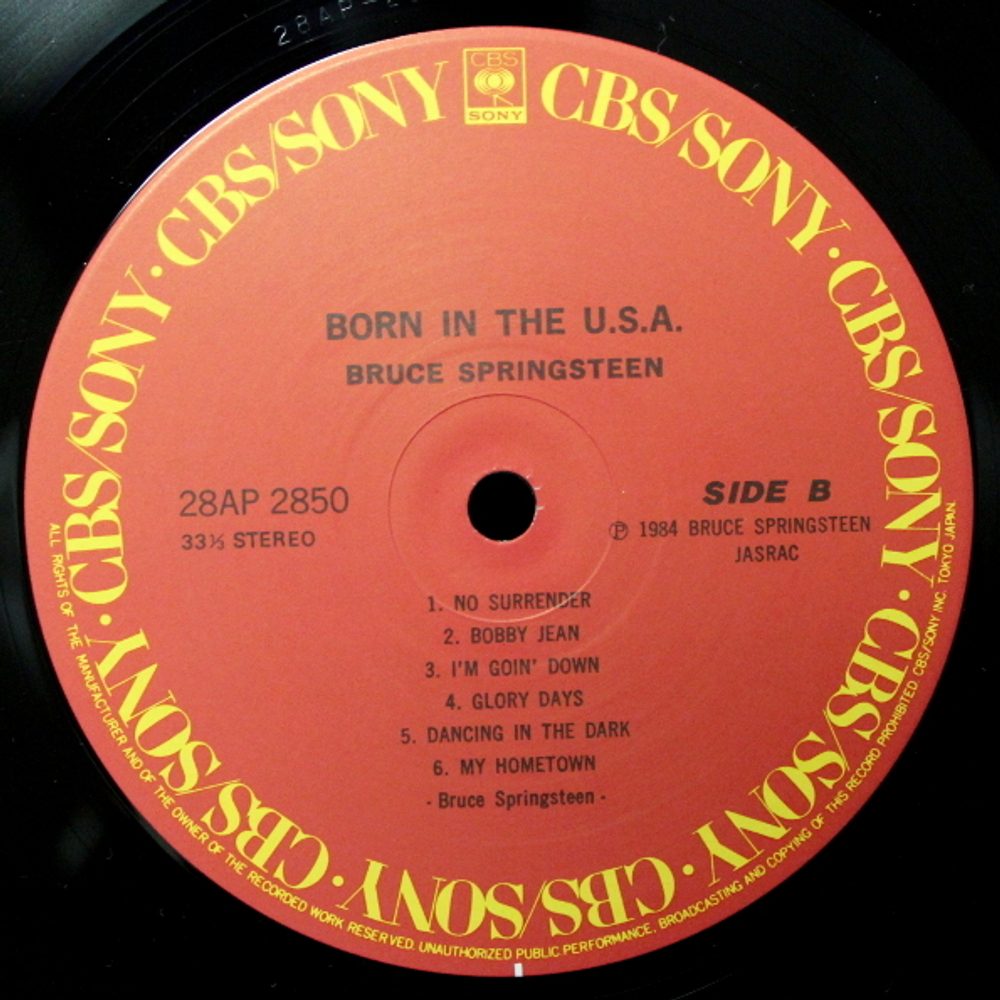 28AP-2
CBS
SONY
CBS/SONY · CBS/SONY · CBS/SONY · CBS/SONY · CBS/SONY · CBS/SONY · CBS/SONY · CBS/SONY
BORN IN THE U.S.A.
BRUCE SPRINGSTEEN
28AP 2850
33⅓ STEREO
SIDE B
Ⓟ 1984 BRUCE SPRINGSTEEN
JASRAC
1. NO SURRENDER
2. BOBBY JEAN
3. I'M GOIN' DOWN
4. GLORY DAYS
5. DANCING IN THE DARK
6. MY HOMETOWN
- Bruce Springsteen -
ALL RIGHTS OF THE MANUFACTURER AND OF THE OWNER OF THE RECORDED WORK RESERVED. UNAUTHORIZED PUBLIC PERFORMANCE, BROADCASTING AND COPYING OF THIS RECORD PROHIBITED CBS/SONY INC. TOKYO JAPAN.